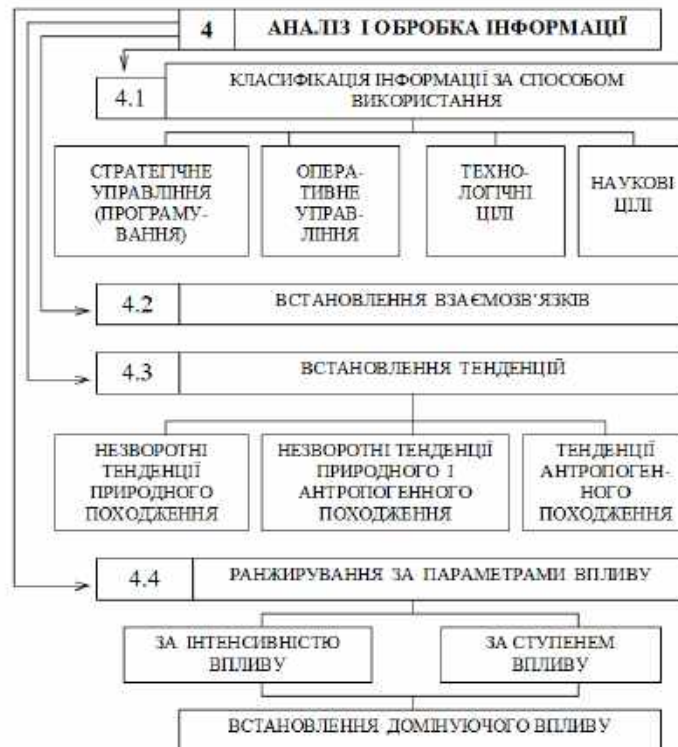 4 АНАЛІЗ І ОБРОБКА ІНФОРМАЦІЇ
4.1 КЛАСИФІКАЦІЯ ІНФОРМАЦІЇ ЗА СПОСОБОМ
ВИКОРИСТАННЯ
СТРАТЕГІЧНЕ
УПРАВЛІННЯ
(ПРОГРАМУ-
ВАННЯ)
ОПЕРА-
ТИВНЕ
УПРАВ-
ЛІННЯ
ТЕХНО-
ЛОГІЧНІ
ЦІЛІ
НАУКОВІ
ЦІЛІ
4.2 ВСТАНОВЛЕННЯ ВЗАЄМОЗВ'ЯЗКІВ
4.3 ВСТАНОВЛЕННЯ ТЕНДЕНЦІЙ
НЕЗВОРОТНІ
ТЕНДЕНЦІЇ
ПРИРОДНОГО
ПОХОДЖЕННЯ
НЕЗВОРОТНІ ТЕНДЕНЦІЇ
ПРИРОДНОГО І
АНТРОПОГЕННОГО
ПОХОДЖЕННЯ
ТЕНДЕНЦІЇ
АНТРОПОГЕН-
НОГО
ПОХОДЖЕННЯ
4.4 РАНЖИРУВАННЯ ЗА ПАРАМЕТРАМИ ВПЛИВУ
ЗА ІНТЕНСИВНІСТЮ
ВПЛИВУ
ЗА СТУПЕНЕМ
ВПЛИВУ
ВСТАНОВЛЕННЯ ДОМІНУЮЧОГО ВПЛИВУ